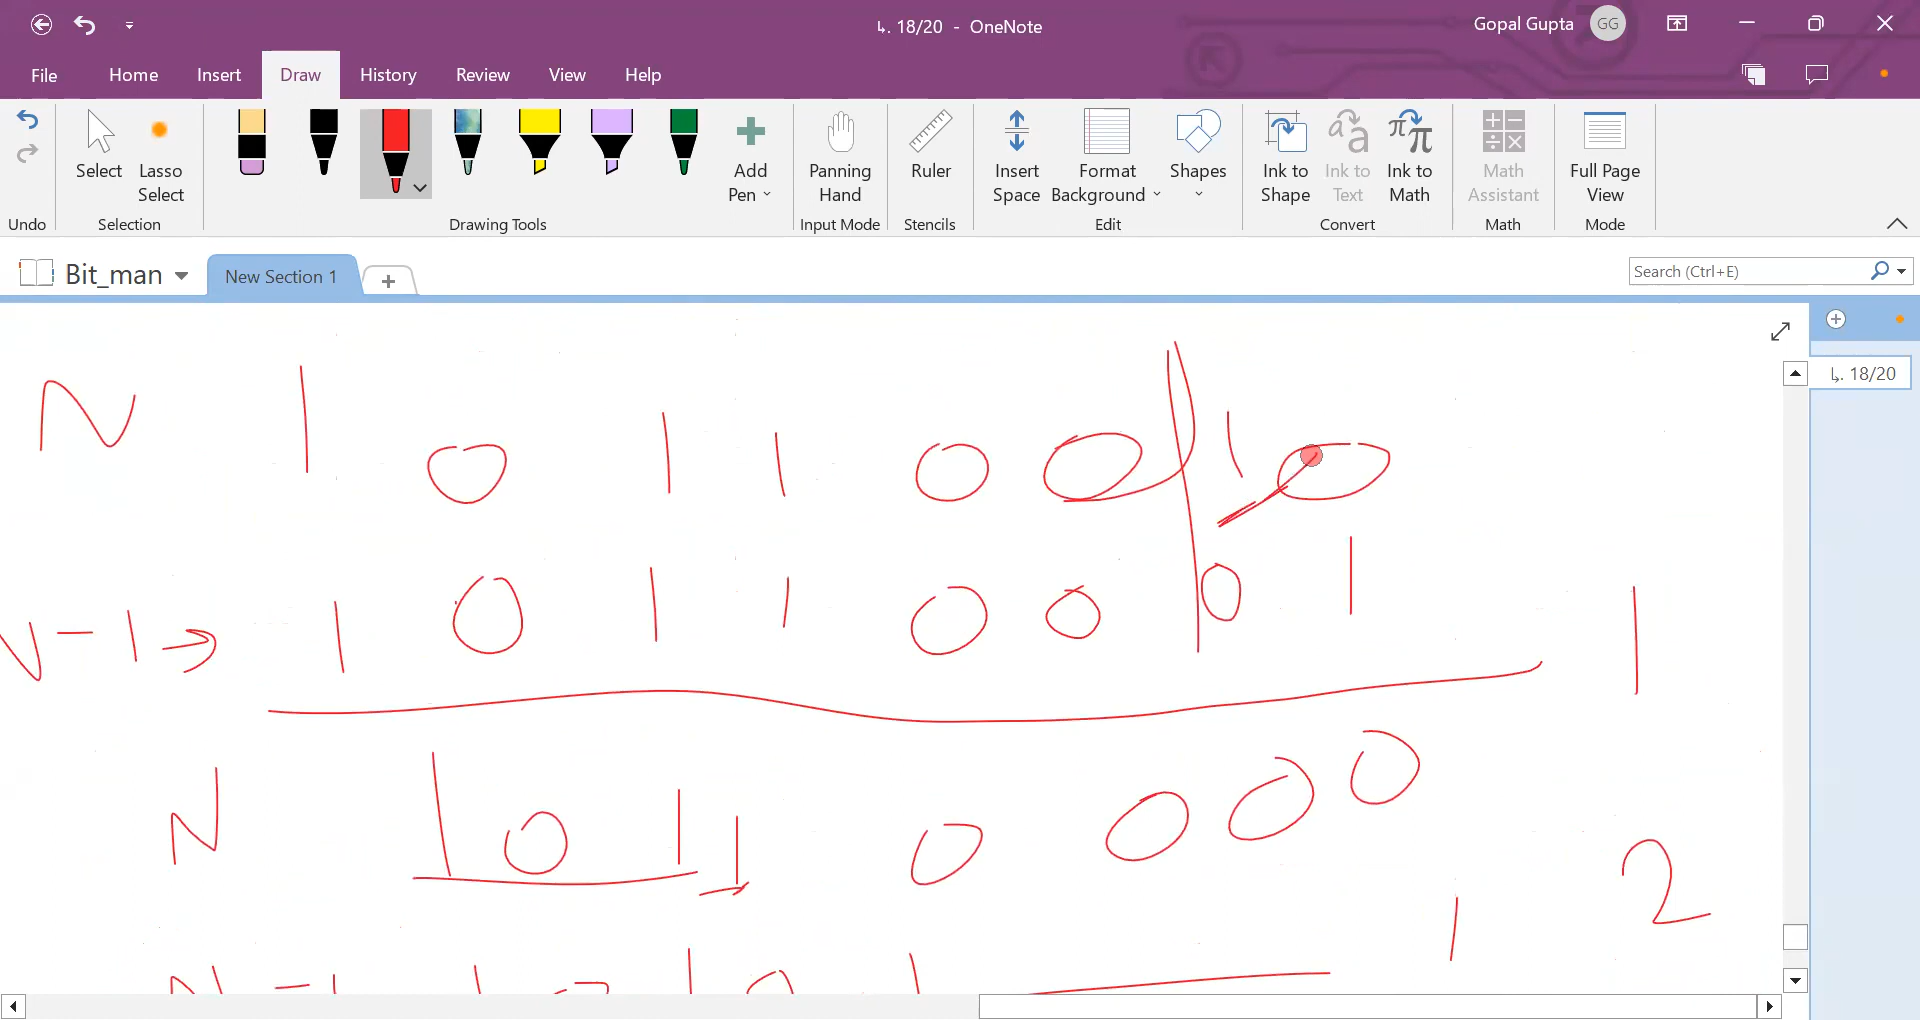 ↳. 18/20 - OneNote
Gopal Gupta GG
File Home Insert Draw History Review View Help
Select Lasso Select
Add Pen
Panning Hand
Ruler
Insert Space
Format Background
Shapes
Ink to Shape
Ink to Text
Ink to Math
Math Assistant
Full Page View
Undo Selection Drawing Tools Input Mode Stencils Edit Convert Math Mode
Bit_man New Section 1 +
Search (Ctrl+E)
↳. 18/20
N 1 0 1 1 0 0 1 0
N-1 → 1 0 1 1 0 0 0 1 1
N 1 0 1 1 0 0 0 0 2